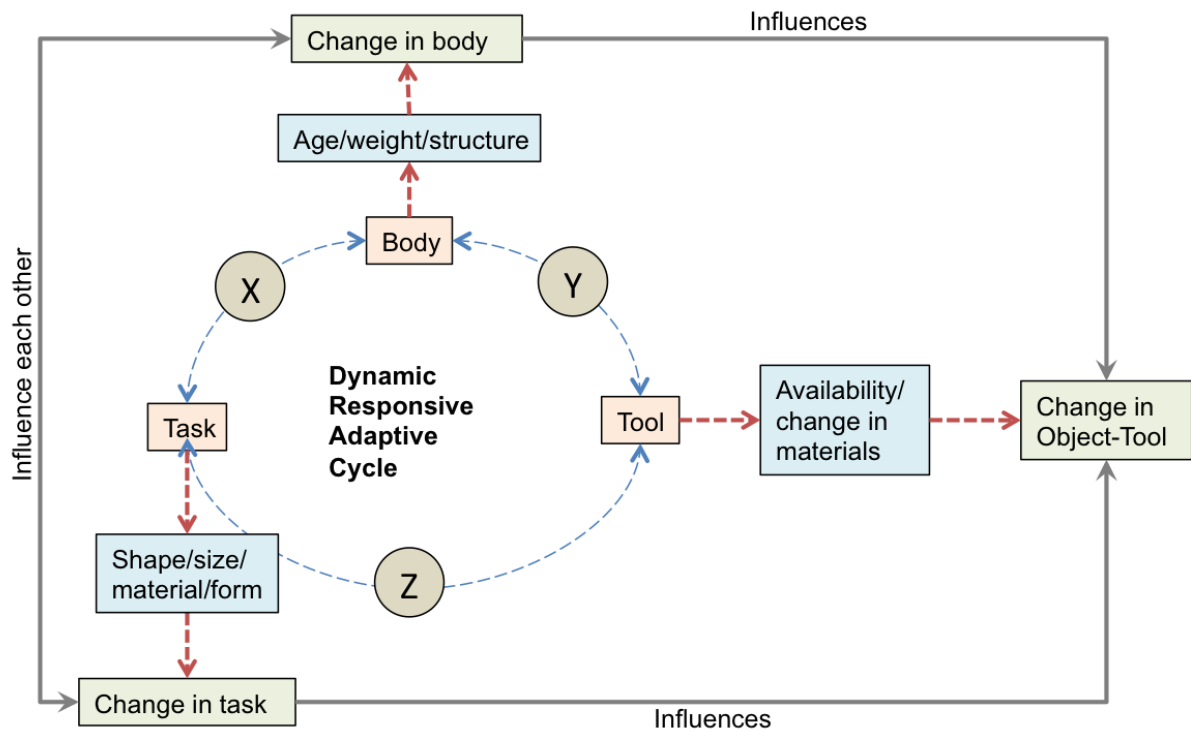 Influences
Change in body
Age/weight/structure
Body
X
Y
Influence each other
Dynamic
Responsive
Adaptive
Cycle
Task
Tool
Availability/
change in
materials
Change in
Object-Tool
Shape/size/
material/form
Z
Change in task
Influences